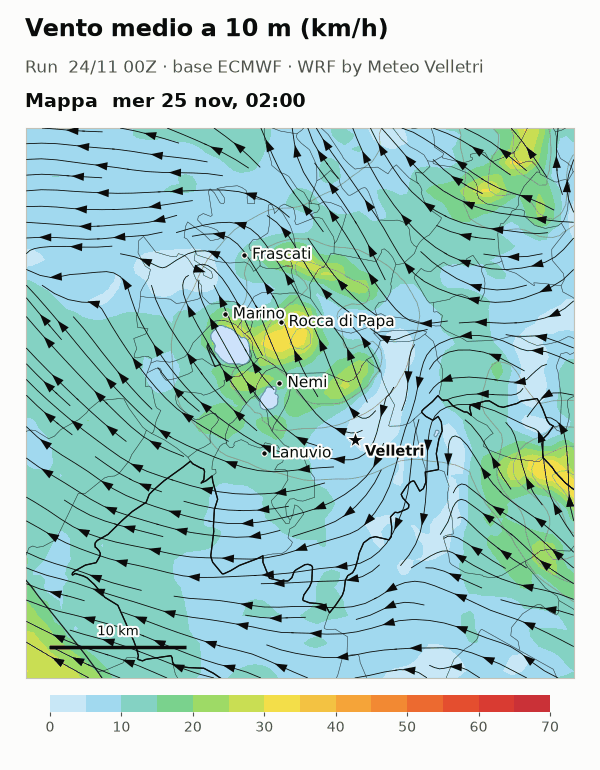 Vento medio a 10 m (km/h)
Run 24/11 00Z · base ECMWF · WRF by Meteo Velletri
Mappa mer 25 nov, 02:00
Frascati
Marino
Rocca di Papa
Nemi
Velletri
Lanuvio
10 km
0 10 20 30 40 50 60 70